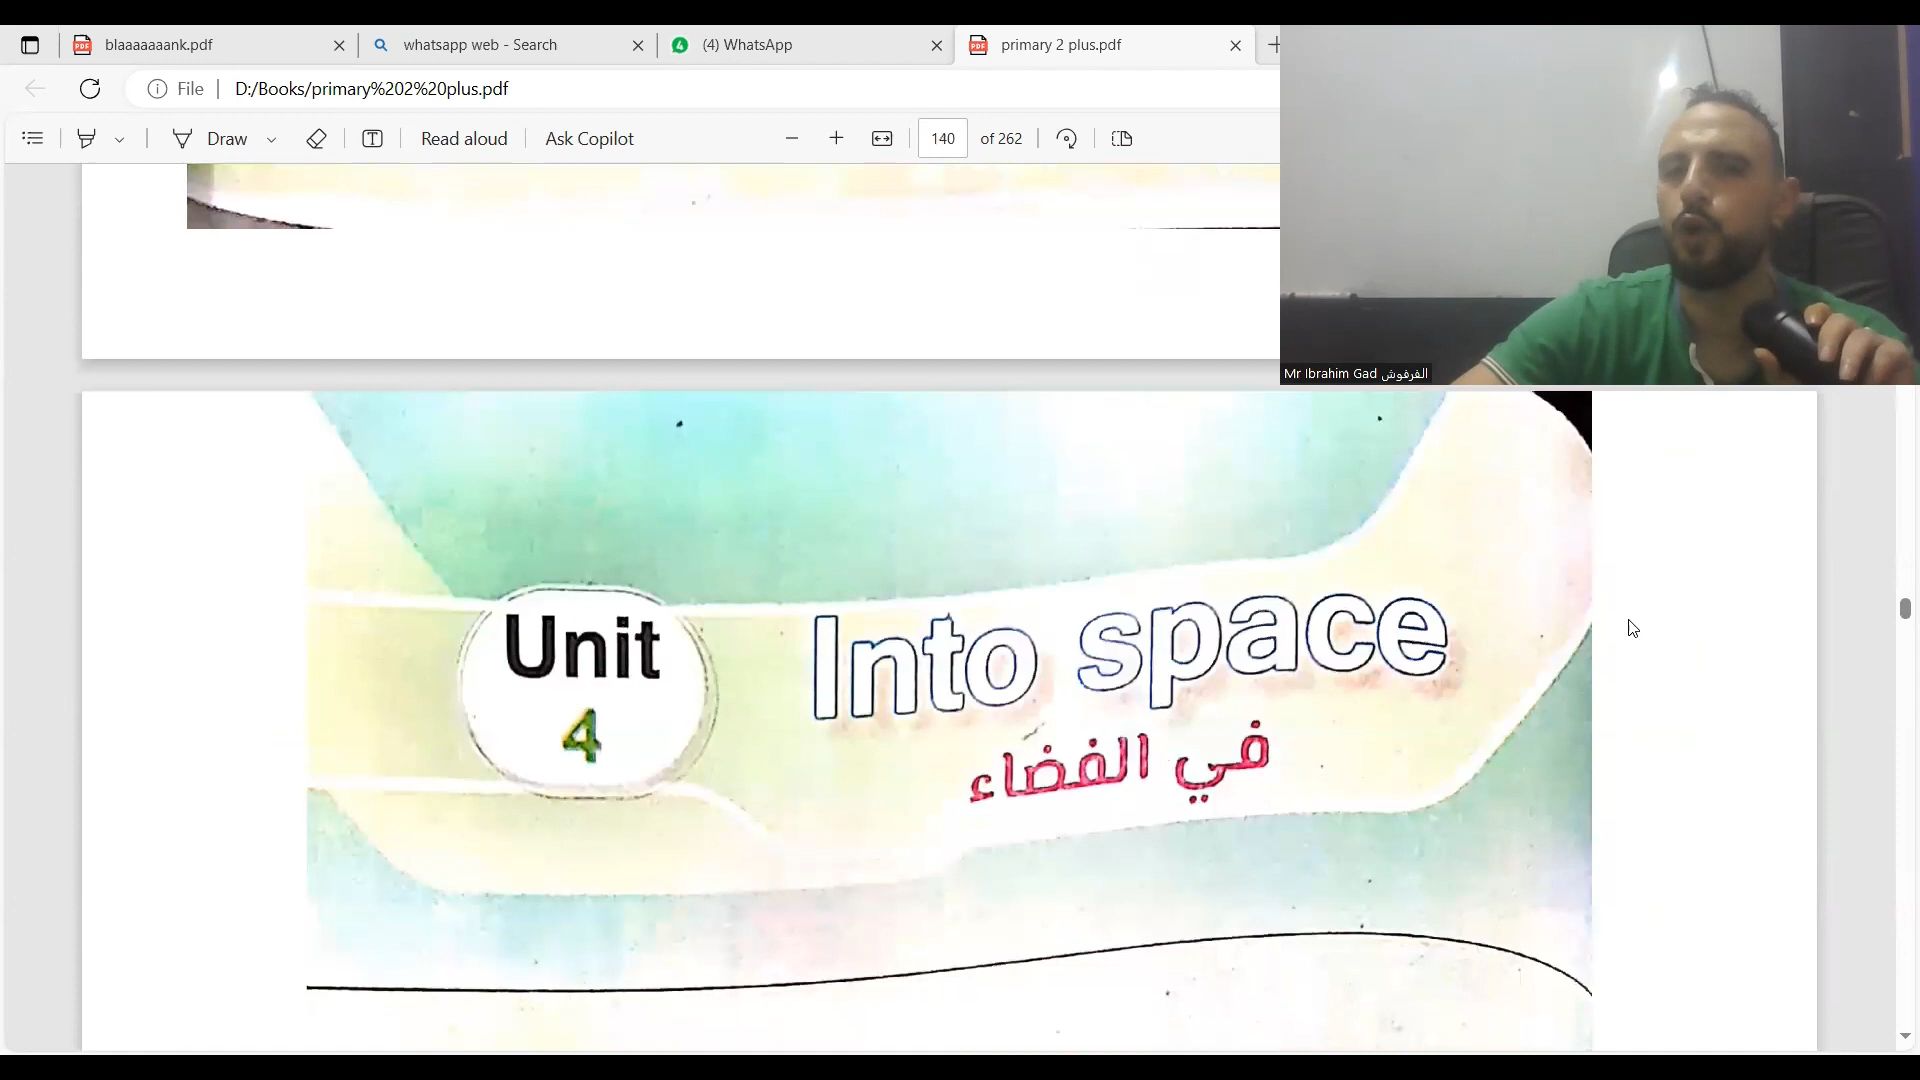 blaaaaaaank.pdf
whatsapp web - Search
(4) WhatsApp
primary 2 plus.pdf
File
D:/Books/primary%202%20plus.pdf
Draw
Read aloud
Ask Copilot
140 of 262
Mr Ibrahim Gad الفرفوش
Unit
4
Into space
في الفضاء